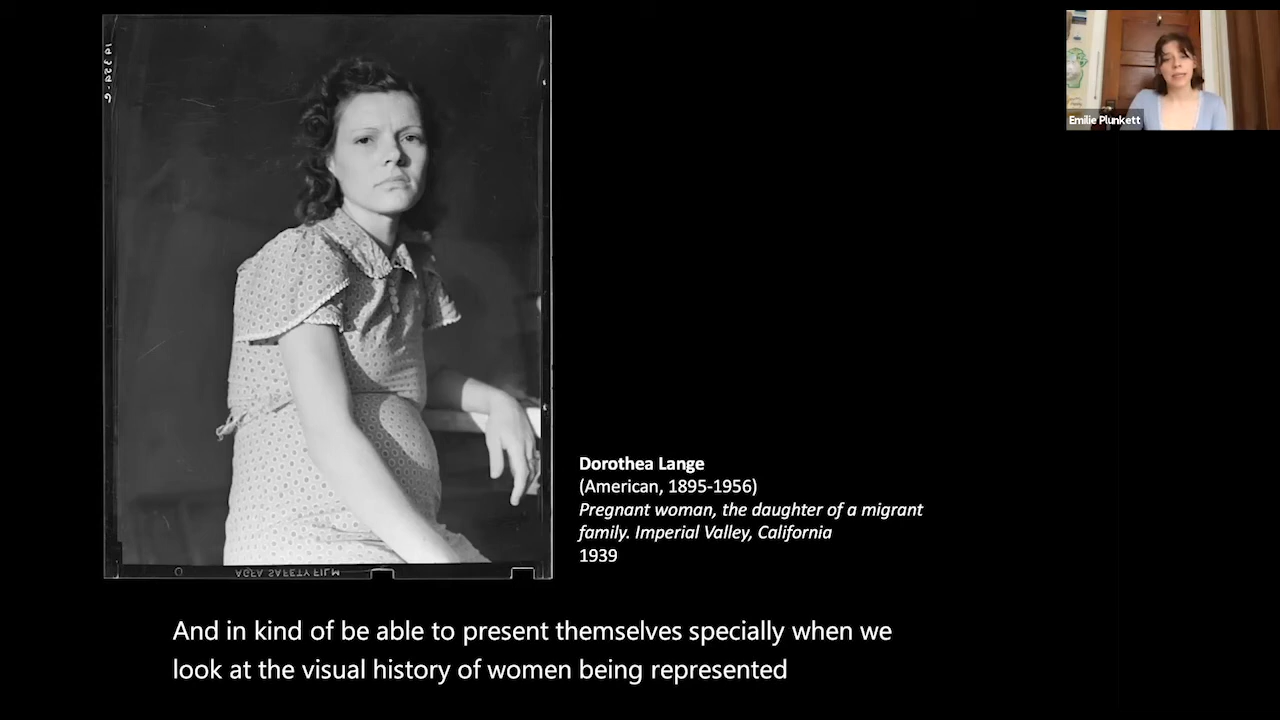 Emilie Plunkett
Dorothea Lange
(American, 1895-1956)
Pregnant woman, the daughter of a migrant
family. Imperial Valley, California
1939
AGFA SAFETY FILM
And in kind of be able to present themselves specially when we
look at the visual history of women being represented